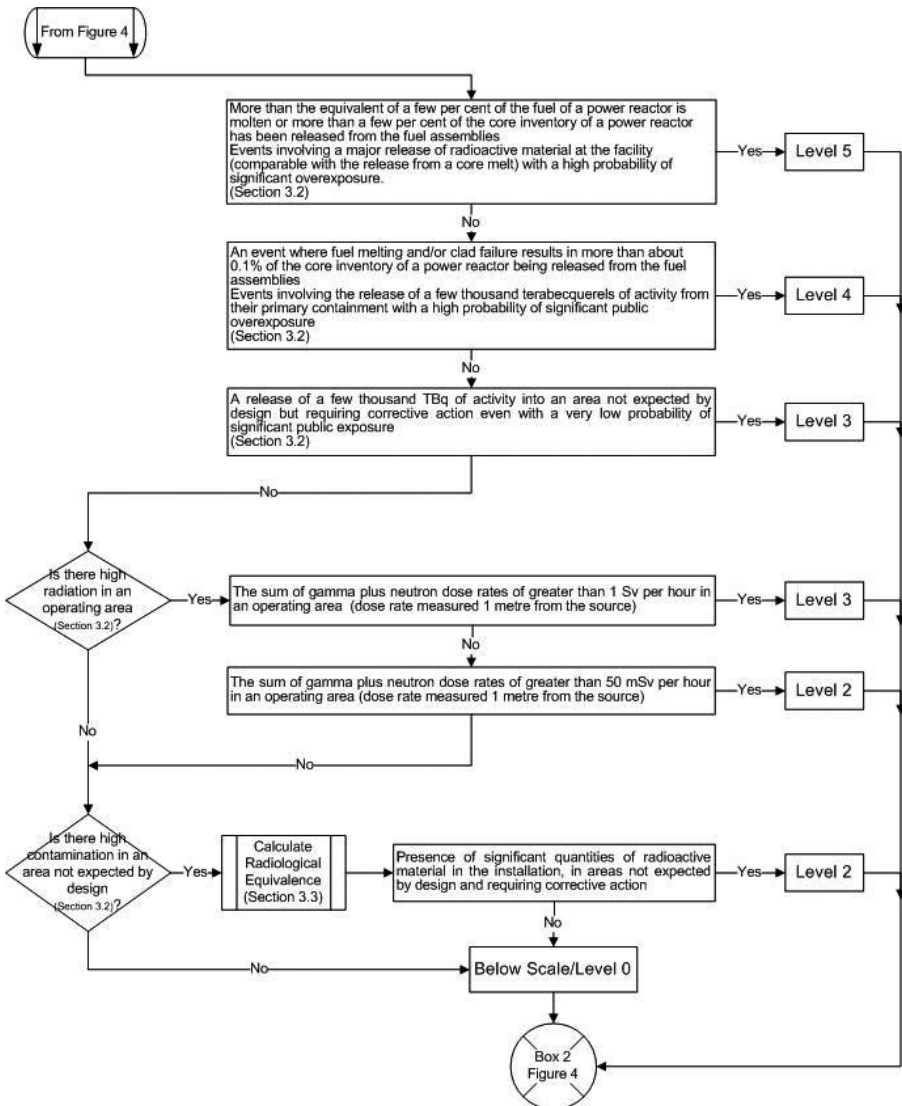 From Figure 4
More than the equivalent of a few per cent of the fuel of a power reactor is
molten or more than a few per cent of the core inventory of a power reactor
has been released from the fuel assemblies
Events involving a major release of radioactive material at the facility
(comparable with the release from a core melt) with a high probability of
significant overexposure.
(Section 3.2)
Yes
Level 5
No
An event where fuel melting and/or clad failure results in more than about
0.1% of the core inventory of a power reactor being released from the fuel
assemblies
Events involving the release of a few thousand terabecquerels of activity from
their primary containment with a high probability of significant public
overexposure
(Section 3.2)
Yes
Level 4
No
A release of a few thousand TBq of activity into an area not expected by
design but requiring corrective action even with a very low probability of
significant public exposure
(Section 3.2)
Yes
Level 3
No
Is there high
radiation in an
operating area
(Section 3.2)?
Yes
The sum of gamma plus neutron dose rates of greater than 1 Sv per hour in
an operating area (dose rate measured 1 metre from the source)
Yes
Level 3
No
The sum of gamma plus neutron dose rates of greater than 50 mSv per hour
in an operating area (dose rate measured 1 metre from the source)
Yes
Level 2
No
No
Is there high
contamination in an
area not expected by
design
(Section 3.2)?
Yes
Calculate
Radiological
Equivalence
(Section 3.3)
Presence of significant quantities of radioactive
material in the installation, in areas not expected
by design and requiring corrective action
Yes
Level 2
No
No
Below Scale/Level 0
Box 2
Figure 4